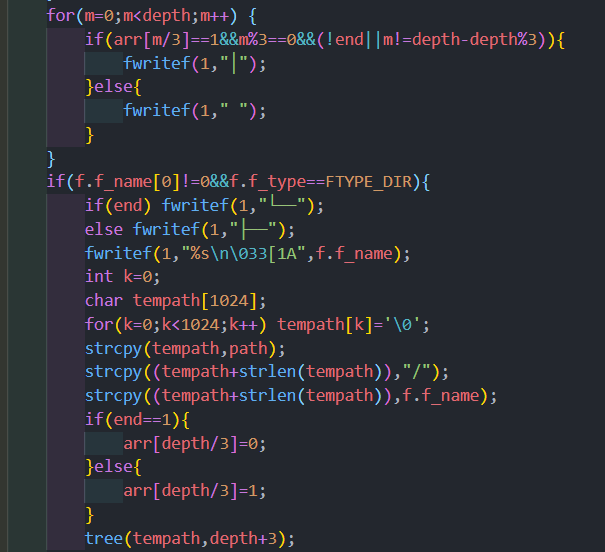 for(m=0;m<depth;m++) {
if(arr[m/3]==1&&m%3==0&&(!end||m!=depth-depth%3)){
fwritef(1,"│");
}else{
fwritef(1," ");
}
}
if(f.f_name[0]!=0&&f.f_type==FTYPE_DIR){
if(end) fwritef(1,"└──");
else fwritef(1,"├──");
fwritef(1,"%s\n\033[1A",f.f_name);
int k=0;
char tempath[1024];
for(k=0;k<1024;k++) tempath[k]='\0';
strcpy(tempath,path);
strcpy((tempath+strlen(tempath)),"/");
strcpy((tempath+strlen(tempath)),f.f_name);
if(end==1){
arr[depth/3]=0;
}else{
arr[depth/3]=1;
}
tree(tempath,depth+3);